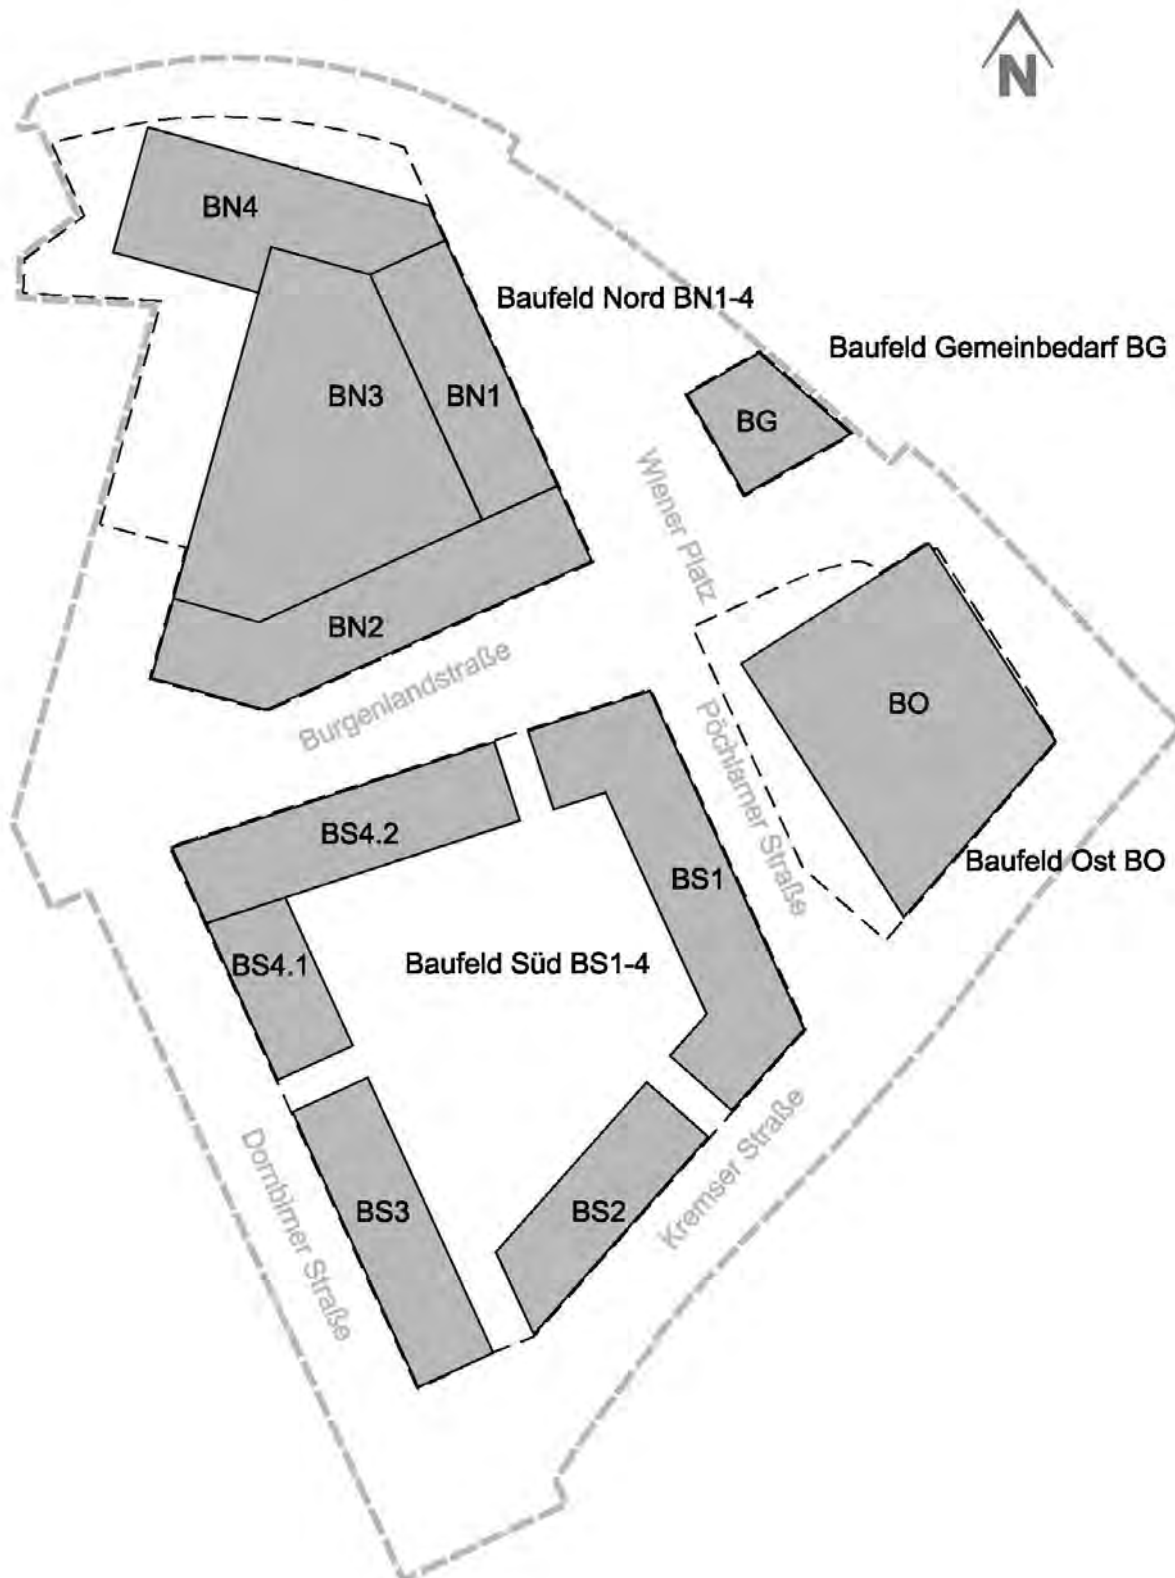 N
BN4
Baufeld Nord BN1-4
Baufeld Gemeinbedarf BG
BN3
BN1
BG
Wiener Platz
BN2
Burgenlandstraße
BO
Pöchlarner Straße
BS4.2
Baufeld Ost BO
BS1
BS4.1
Baufeld Süd BS1-4
Dornbirner Straße
BS3
BS2
Kremser Straße